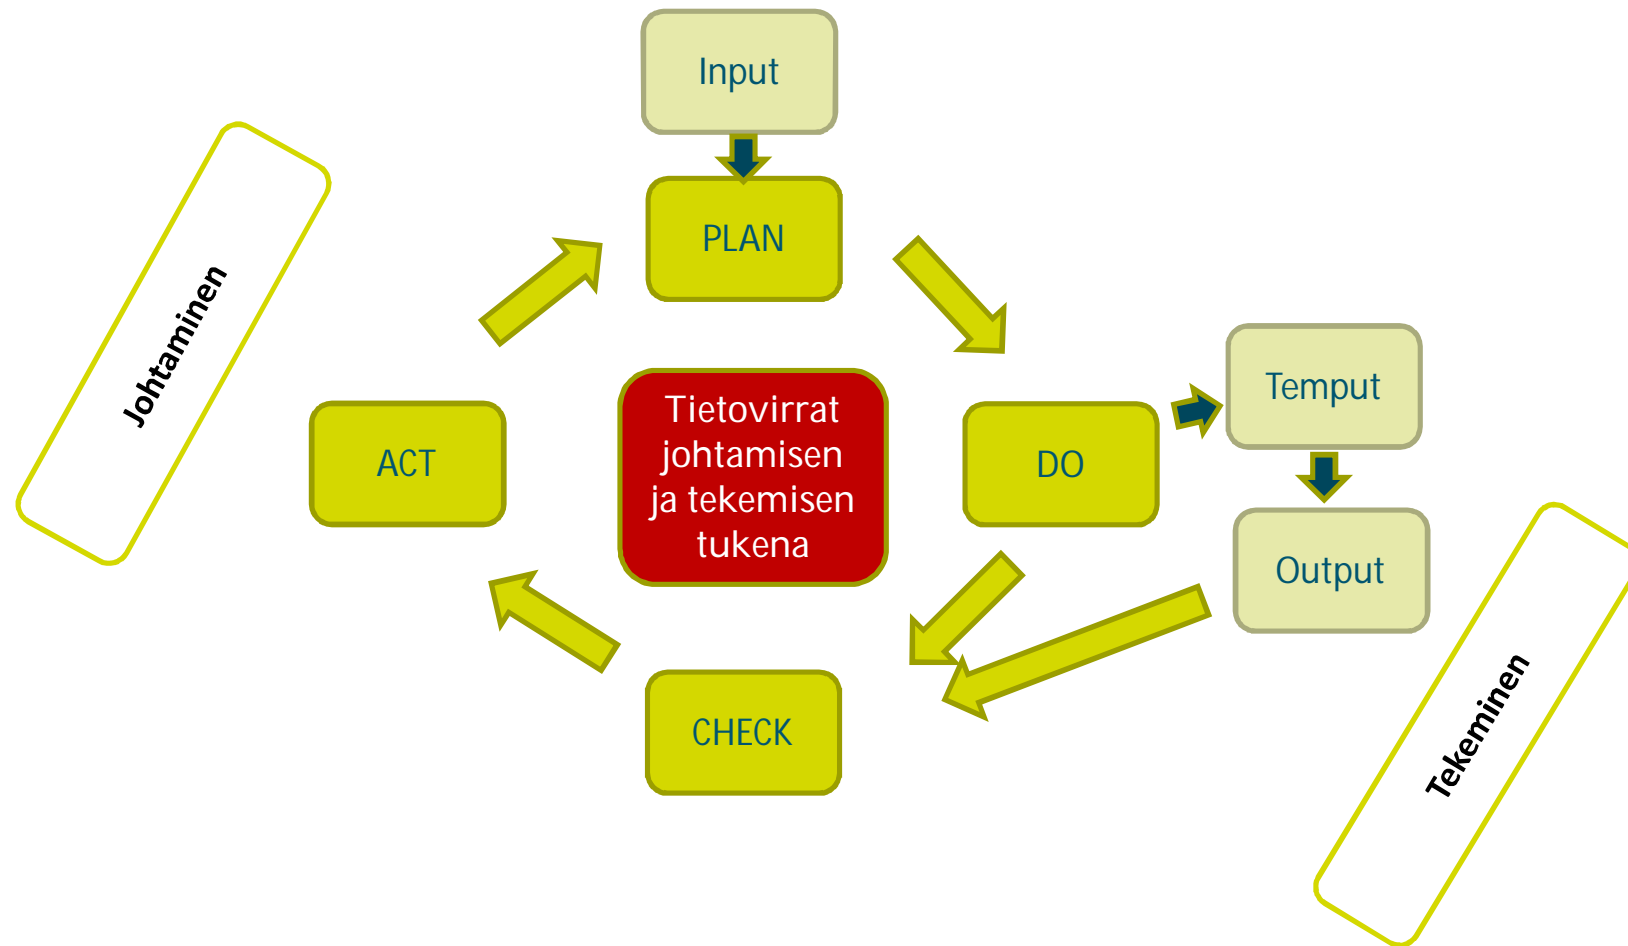 Input
PLAN
Johtaminen
Temput
Tietovirrat
johtamisen
ja tekemisen
tukena
ACT
DO
Output
CHECK
Tekeminen